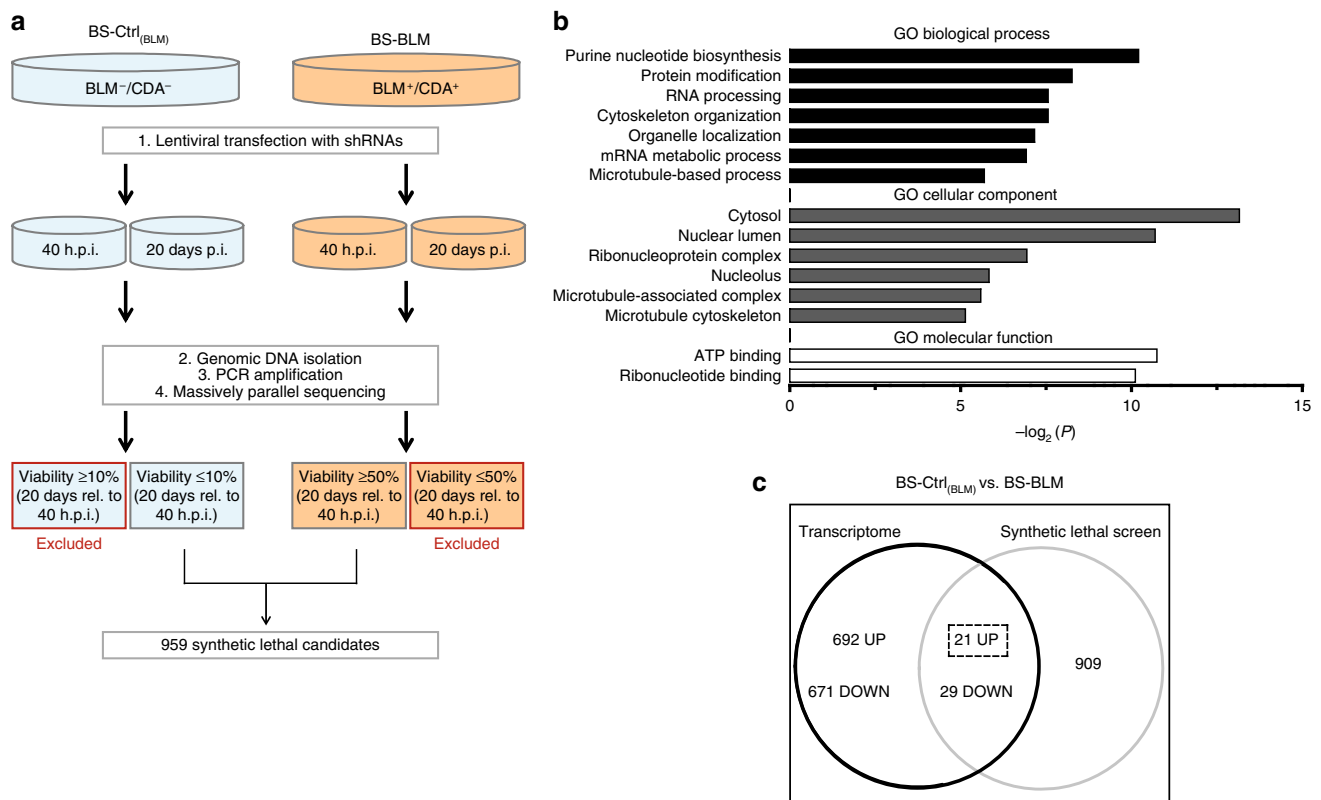 a
BS-Ctrl(BLM)
BS-BLM
BLM⁻/CDA⁻
BLM⁺/CDA⁺
1. Lentiviral transfection with shRNAs
40 h.p.i.
20 days p.i.
40 h.p.i.
20 days p.i.
2. Genomic DNA isolation
3. PCR amplification
4. Massively parallel sequencing
Viability ≥10%
(20 days rel. to
40 h.p.i.)
Viability ≤10%
(20 days rel. to
40 h.p.i.)
Viability ≥50%
(20 days rel. to
40 h.p.i.)
Viability ≤50%
(20 days rel. to
40 h.p.i.)
Excluded
Excluded
959 synthetic lethal candidates
b
GO biological process
Purine nucleotide biosynthesis
Protein modification
RNA processing
Cytoskeleton organization
Organelle localization
mRNA metabolic process
Microtubule-based process
GO cellular component
Cytosol
Nuclear lumen
Ribonucleoprotein complex
Nucleolus
Microtubule-associated complex
Microtubule cytoskeleton
GO molecular function
ATP binding
Ribonucleotide binding
0 5 10 15
–log₂ (P)
c
BS-Ctrl(BLM) vs. BS-BLM
Transcriptome
Synthetic lethal screen
692 UP
21 UP
909
671 DOWN
29 DOWN